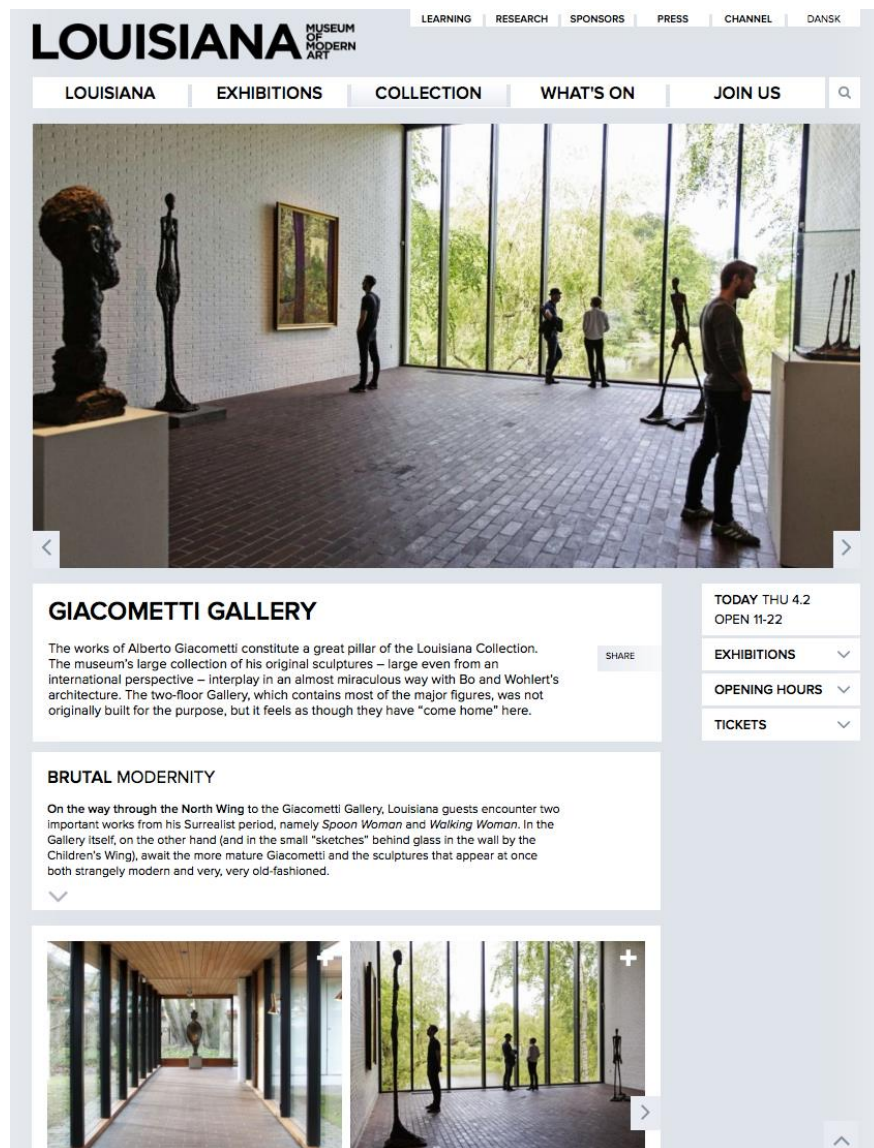 LEARNING RESEARCH SPONSORS PRESS CHANNEL DANSK
LOUISIANA
MUSEUM
OF
MODERN
ART
LOUISIANA EXHIBITIONS COLLECTION WHAT'S ON JOIN US
GIACOMETTI GALLERY
The works of Alberto Giacometti constitute a great pillar of the Louisiana Collection.
The museum's large collection of his original sculptures – large even from an
international perspective – interplay in an almost miraculous way with Bo and Wohlert's
architecture. The two-floor Gallery, which contains most of the major figures, was not
originally built for the purpose, but it feels as though they have "come home" here.
SHARE
TODAY THU 4.2
OPEN 11-22
EXHIBITIONS
OPENING HOURS
TICKETS
BRUTAL MODERNITY
On the way through the North Wing to the Giacometti Gallery, Louisiana guests encounter two
important works from his Surrealist period, namely Spoon Woman and Walking Woman. In the
Gallery itself, on the other hand (and in the small "sketches" behind glass in the wall by the
Children's Wing), await the more mature Giacometti and the sculptures that appear at once
both strangely modern and very, very old-fashioned.